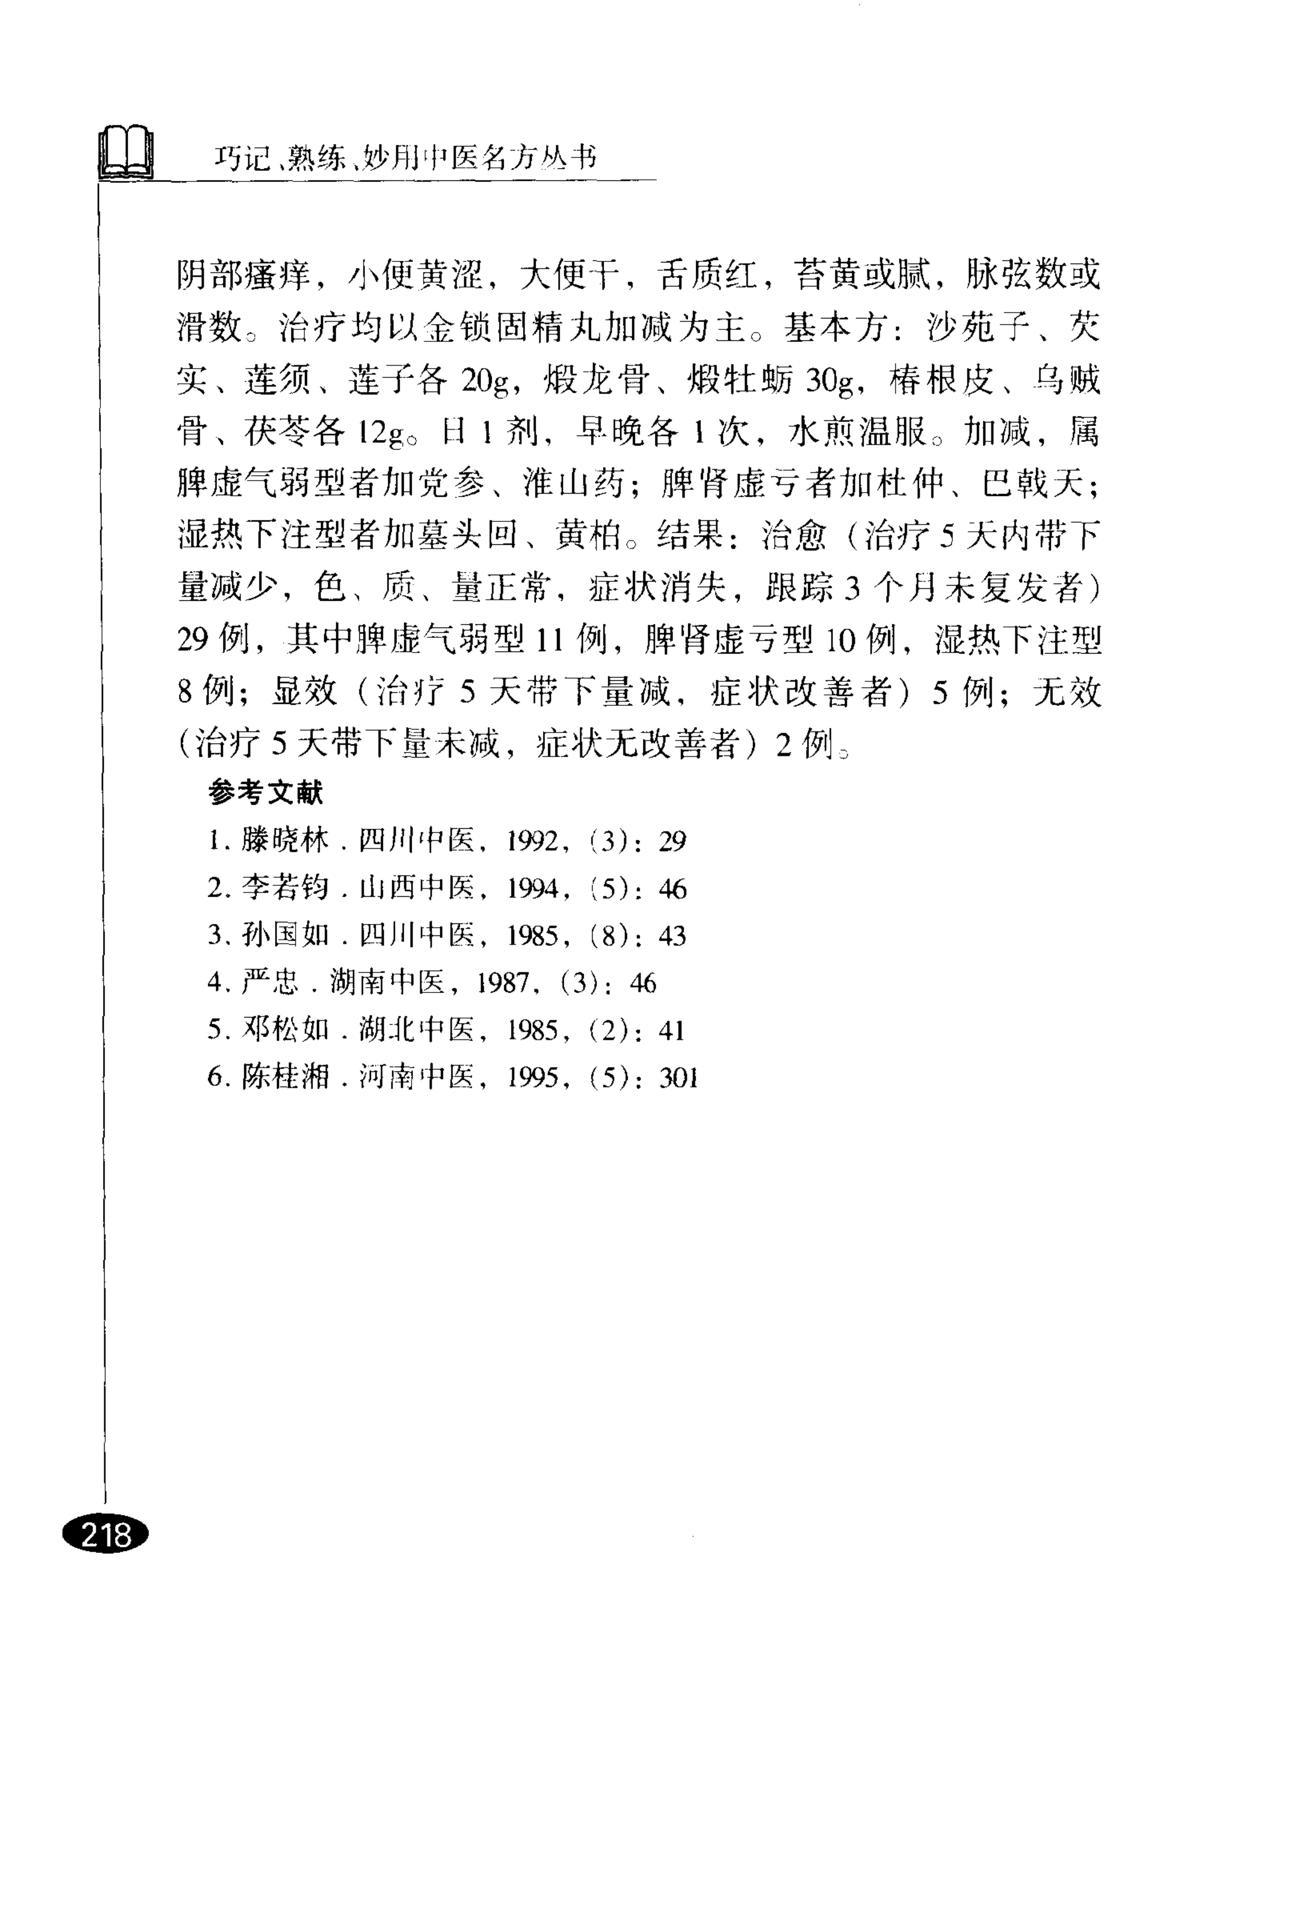 巧记、熟练、妙用中医名方丛书
阴部瘙痒，小便黄涩，大便干，舌质红，苔黄或腻，脉弦数或
滑数。治疗均以金锁固精丸加减为主。基本方：沙苑子、芡
实、莲须、莲子各 20g，煅龙骨、煅牡蛎 30g，椿根皮、乌贼
骨、茯苓各 12g。日 1 剂，早晚各 1 次，水煎温服。加减，属
脾虚气弱型者加党参、淮山药；脾肾虚亏者加杜仲、巴戟天；
湿热下注型者加墓头回、黄柏。结果：治愈（治疗 5 天内带下
量减少，色、质、量正常，症状消失，跟踪 3 个月未复发者）
29 例，其中脾虚气弱型 11 例，脾肾虚亏型 10 例，湿热下注型
8 例；显效（治疗 5 天带下量减，症状改善者）5 例；无效
（治疗 5 天带下量未减，症状无改善者）2 例。
参考文献
1. 滕晓林．四川中医，1992，(3)：29
2. 李若钧．山西中医，1994，(5)：46
3. 孙国如．四川中医，1985，(8)：43
4. 严忠．湖南中医，1987，(3)：46
5. 邓松如．湖北中医，1985，(2)：41
6. 陈桂湘．河南中医，1995，(5)：301
218